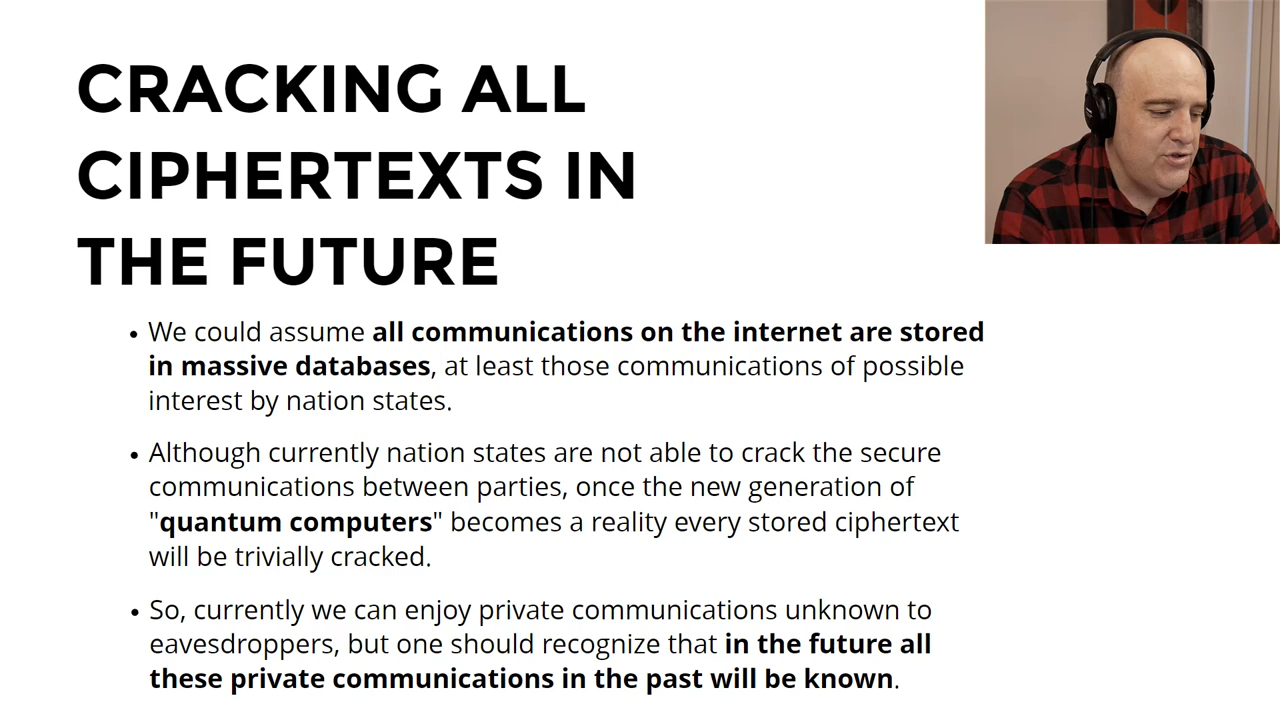 CRACKING ALL
CIPHERTEXTS IN
THE FUTURE
• We could assume all communications on the internet are stored
in massive databases, at least those communications of possible
interest by nation states.
• Although currently nation states are not able to crack the secure
communications between parties, once the new generation of
"quantum computers" becomes a reality every stored ciphertext
will be trivially cracked.
• So, currently we can enjoy private communications unknown to
eavesdroppers, but one should recognize that in the future all
these private communications in the past will be known.